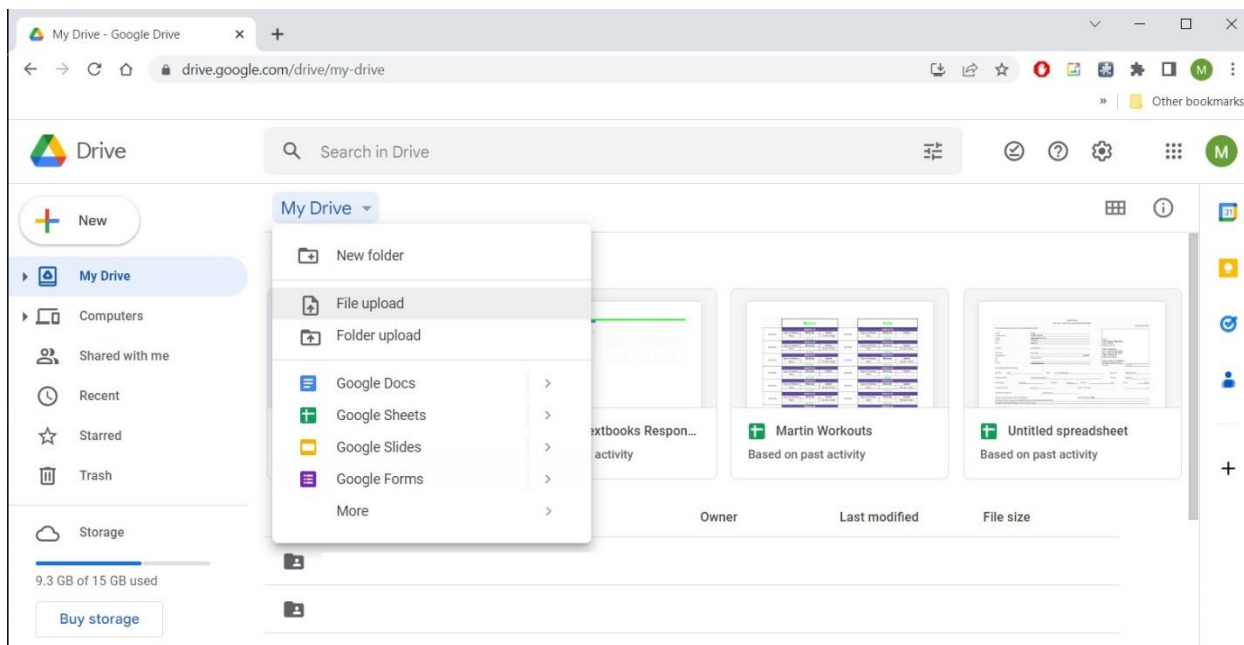 My Drive - Google Drive
drive.google.com/drive/my-drive
M
» Other bookmarks
Drive
Search in Drive
M
New
My Drive
31
My Drive
Computers
Shared with me
Recent
Starred
Trash
Storage
9.3 GB of 15 GB used
Buy storage
New folder
File upload
Folder upload
Google Docs
Google Sheets
Google Slides
Google Forms
More
extbooks Respon...
activity
Martin Workouts
Based on past activity
Untitled spreadsheet
Based on past activity
Owner Last modified File size